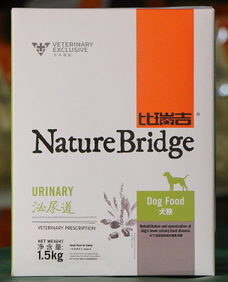 VETERINARY
EXCLUSIVE
比瑞吉
NatureBridge
URINARY
泌尿道
VETERINARY PRESCRIPTION
Dog Food
犬粮
NET WEIGHT
净含量:
1.5kg